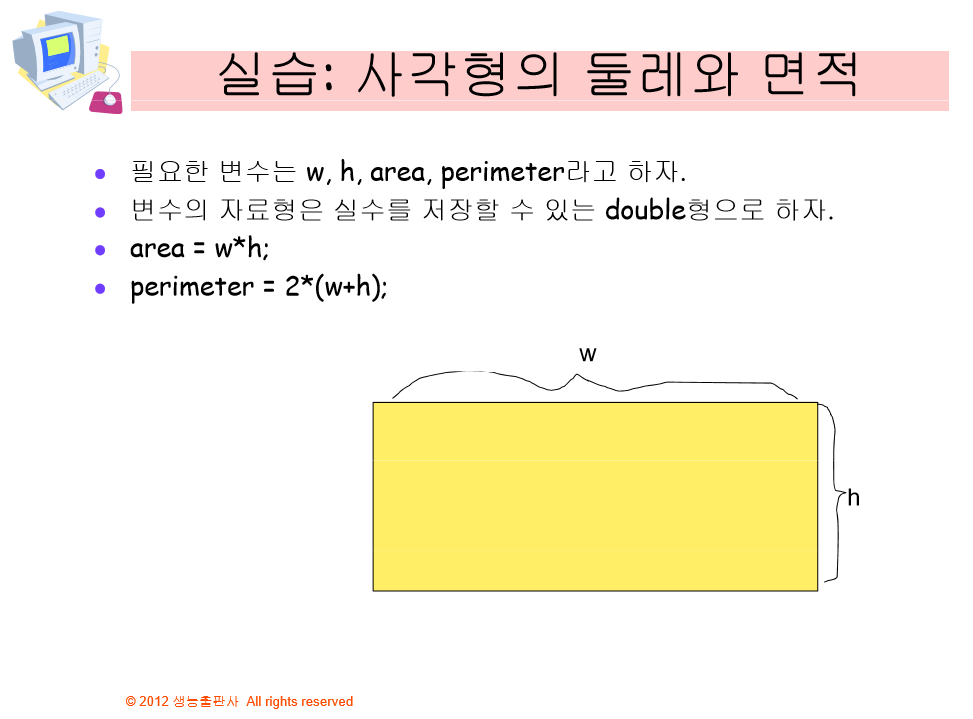 실습: 사각형의 둘레와 면적
필요한 변수는 w, h, area, perimeter라고 하자.
변수의 자료형은 실수를 저장할 수 있는 double형으로 하자.
area = w*h;
perimeter = 2*(w+h);
w
h
© 2012 생능출판사 All rights reserved